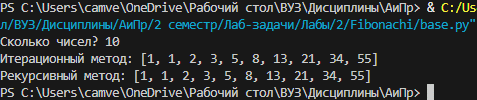 PS C:\Users\camve\OneDrive\Рабочий стол\ВУЗ\Дисциплины\АиПр> & C:/Us
л/ВУЗ/Дисциплины/АиПр/2 семестр/Лаб-задачи/Лабы/2/Fibonachi/base.py"
Сколько чисел? 10
Итерационный метод: [1, 1, 2, 3, 5, 8, 13, 21, 34, 55]
Рекурсивный метод: [1, 1, 2, 3, 5, 8, 13, 21, 34, 55]
PS C:\Users\camve\OneDrive\Рабочий стол\ВУЗ\Дисциплины\АиПр>